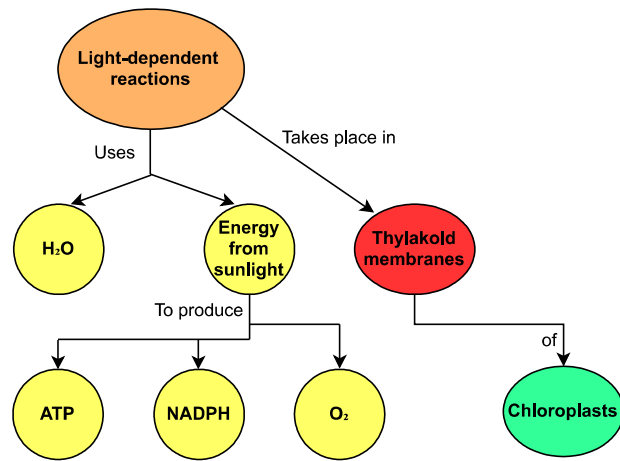 Light-dependent
reactions
Uses
Takes place in
H₂O
Energy
from
sunlight
Thylakold
membranes
To produce
of
ATP
NADPH
O₂
Chloroplasts